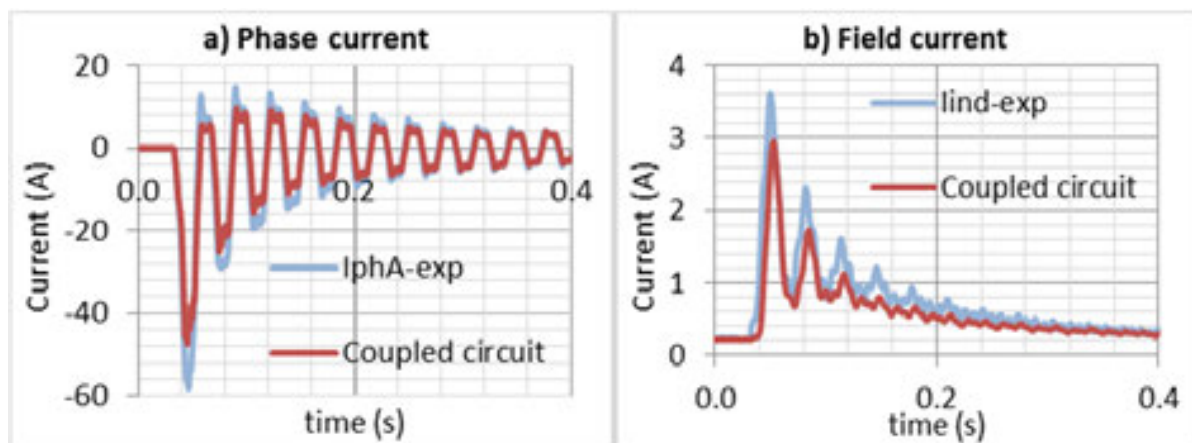 a) Phase current
20
0
-20
-40
-60
0.0
0.2
0.4
Current (A)
IphA-exp
Coupled circuit
time (s)
b) Field current
4
3
2
1
0
0.0
0.2
0.4
Current (A)
Iind-exp
Coupled circuit
time (s)